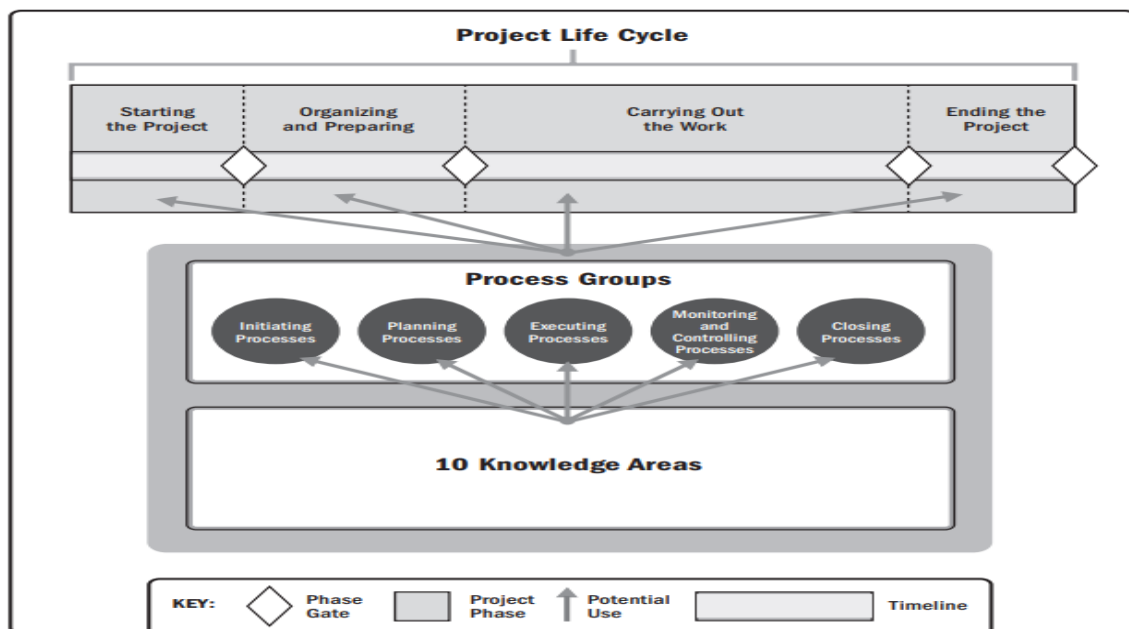 Project Life Cycle
Starting
the Project
Organizing
and Preparing
Carrying Out
the Work
Ending the
Project
Process Groups
Initiating
Processes
Planning
Processes
Executing
Processes
Monitoring
and
Controlling
Processes
Closing
Processes
10 Knowledge Areas
KEY:
Phase
Gate
Project
Phase
Potential
Use
Timeline